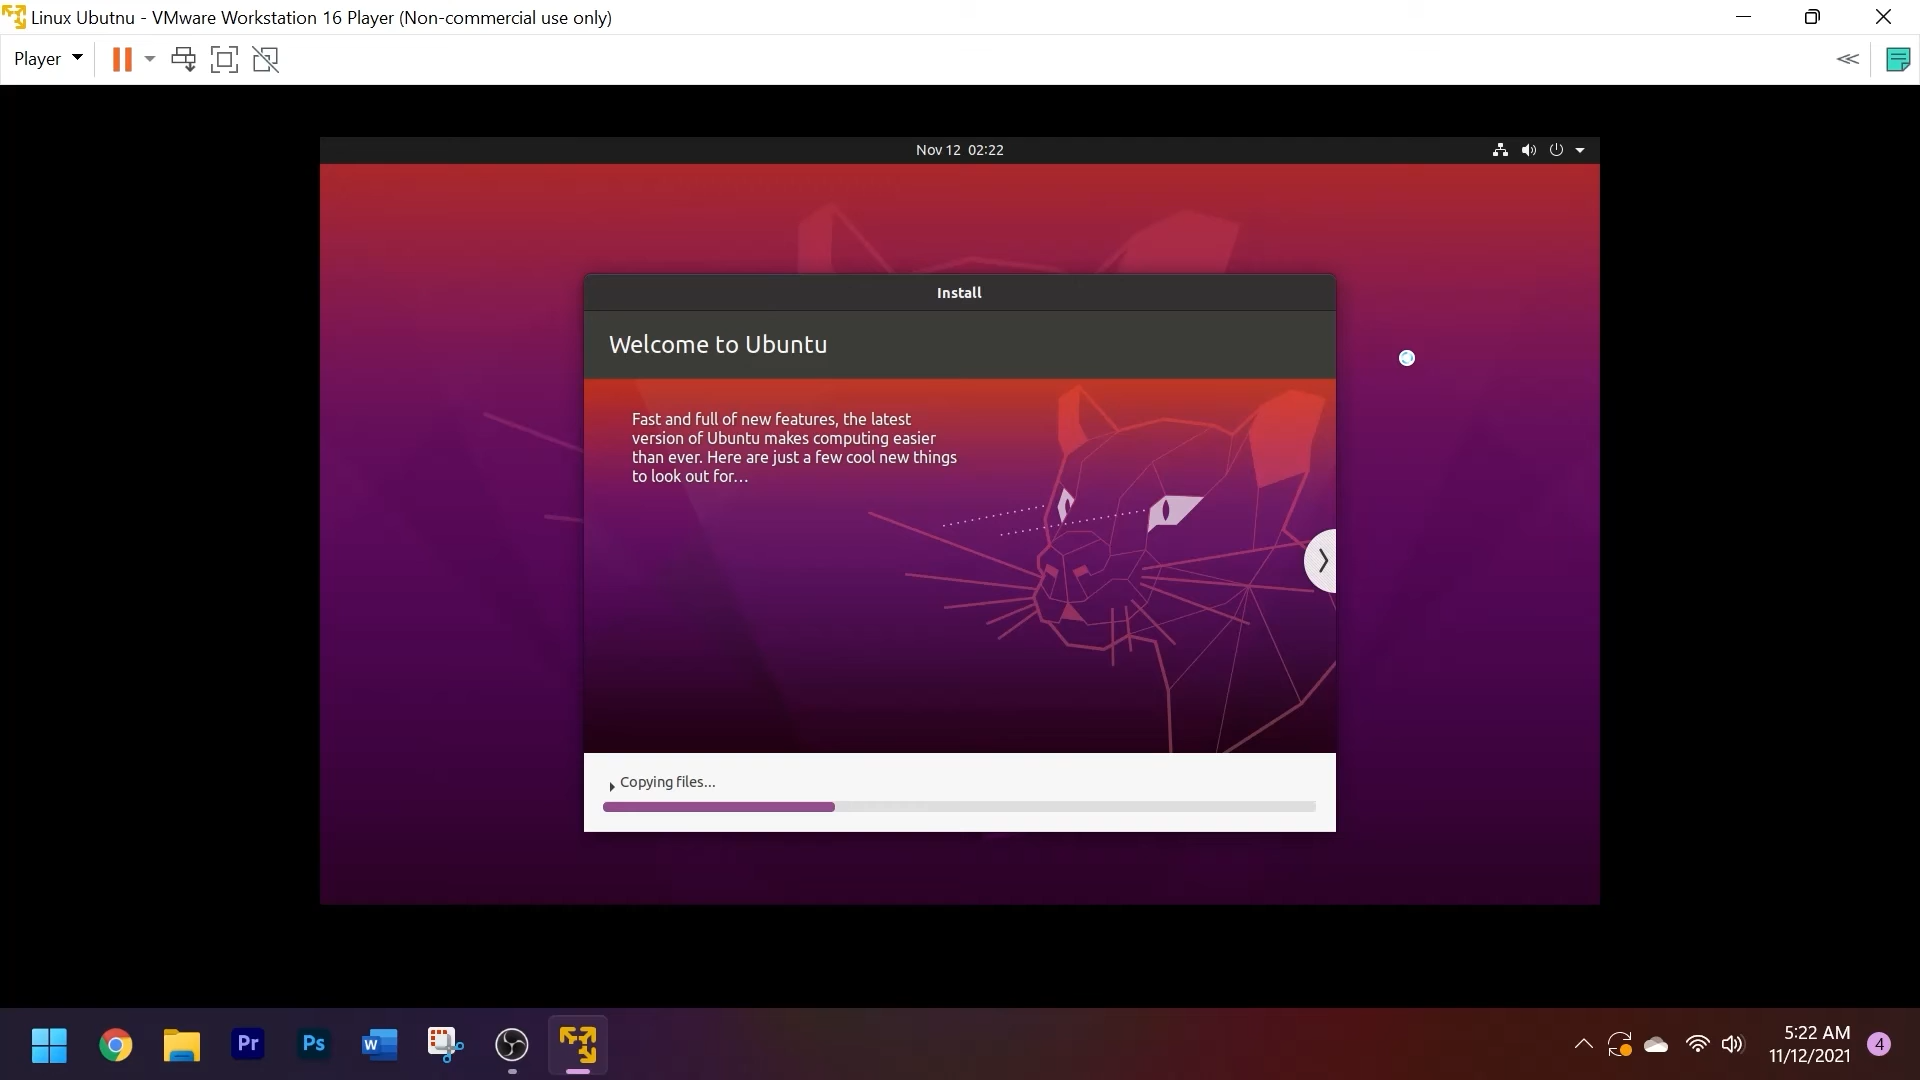 Linux Ubutnu - VMware Workstation 16 Player (Non-commercial use only)
Player
Nov 12 02:22
Install
Welcome to Ubuntu
Fast and full of new features, the latest
version of Ubuntu makes computing easier
than ever. Here are just a few cool new things
to look out for…
Copying files...
Pr
Ps
W
5:22 AM
11/12/2021
4